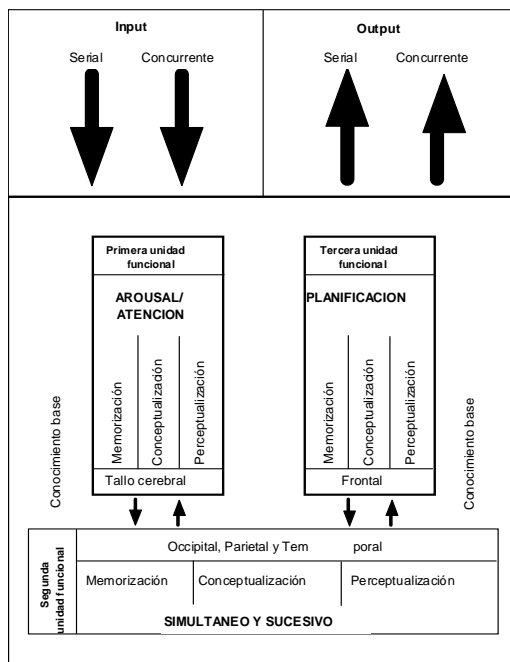 Input
Serial Concurrente
Output
Serial Concurrente
Primera unidad
funcional
AROUSAL/
ATENCION
Memorización
Conceptualización
Perceptualización
Tallo cerebral
Tercera unidad
funcional
PLANIFICACION
Memorización
Conceptualización
Perceptualización
Frontal
Conocimiento base
Conocimiento base
Segunda
unidad funcional
Occipital, Parietal y Tem poral
Memorización Conceptualización Perceptualización
SIMULTANEO Y SUCESIVO